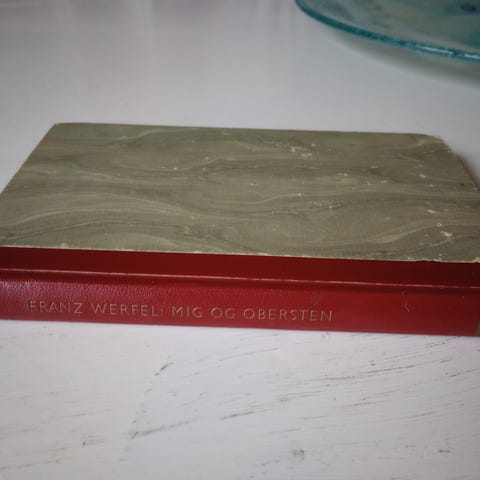 FRANZ WERFEL: MIG OG OBERSTEN